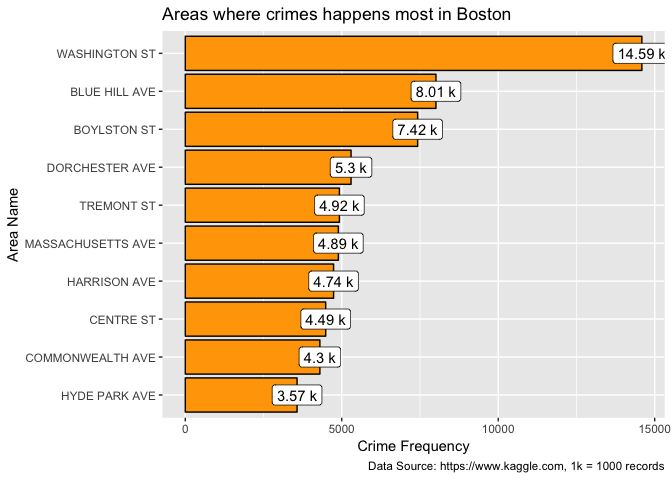 Areas where crimes happens most in Boston
WASHINGTON ST
14.59 k
BLUE HILL AVE
8.01 k
BOYLSTON ST
7.42 k
DORCHESTER AVE
5.3 k
TREMONT ST
4.92 k
MASSACHUSETTS AVE
4.89 k
HARRISON AVE
4.74 k
CENTRE ST
4.49 k
COMMONWEALTH AVE
4.3 k
HYDE PARK AVE
3.57 k
Area Name
0 5000 10000 15000
Crime Frequency
Data Source: https://www.kaggle.com, 1k = 1000 records